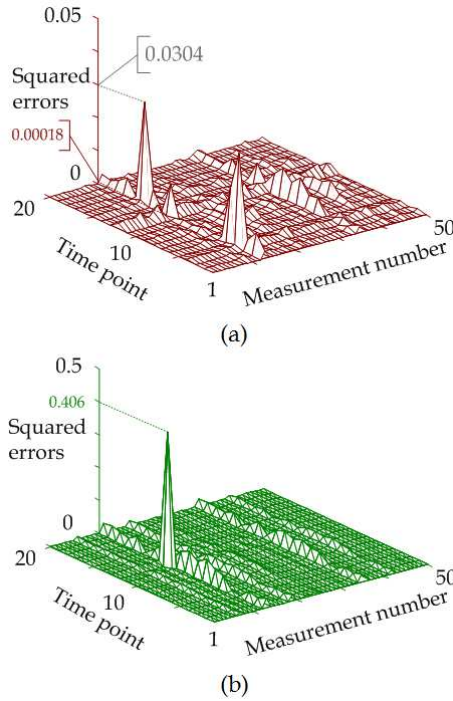 0.05
0.0304
Squared
errors
0.00018
0
20
50
Time point
10
Measurement number
1
(a)
0.5
0.406
Squared
errors
0
20
50
Time point
10
Measurement number
1
(b)